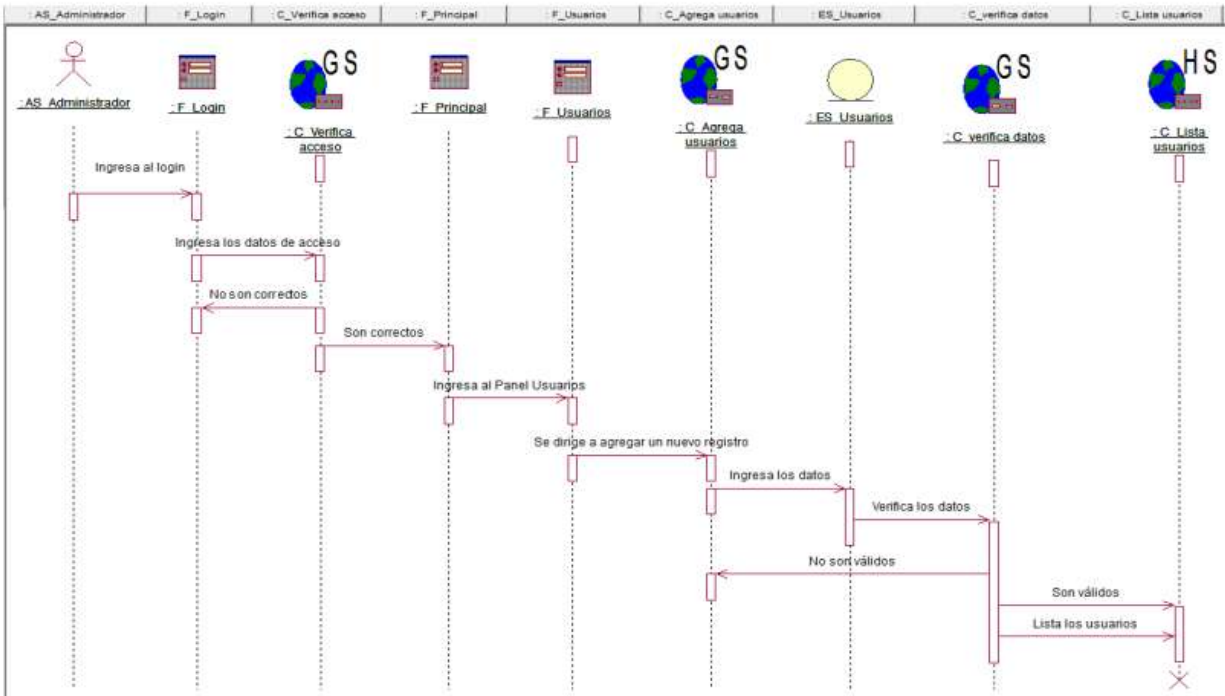 : AS_Administrador
: F_Login
: C_Verifica acceso
: F_Principal
: F_Usuarios
: C_Agrega usuarios
: ES_Usuarios
: C_verifica datos
: C_Lista usuarios
GS
GS
GS
HS
: AS_Administrador
: F_Login
: C_Verifica
acceso
: F_Principal
: F_Usuarios
: C_Agrega
usuarios
: ES_Usuarios
: C_verifica datos
: C_Lista
usuarios
Ingresa al login
Ingresa los datos de acceso
No son correctos
Son correctos
Ingresa al Panel Usuarios
Se dirige a agregar un nuevo registro
Ingresa los datos
Verifica los datos
No son válidos
Son válidos
Lista los usuarios